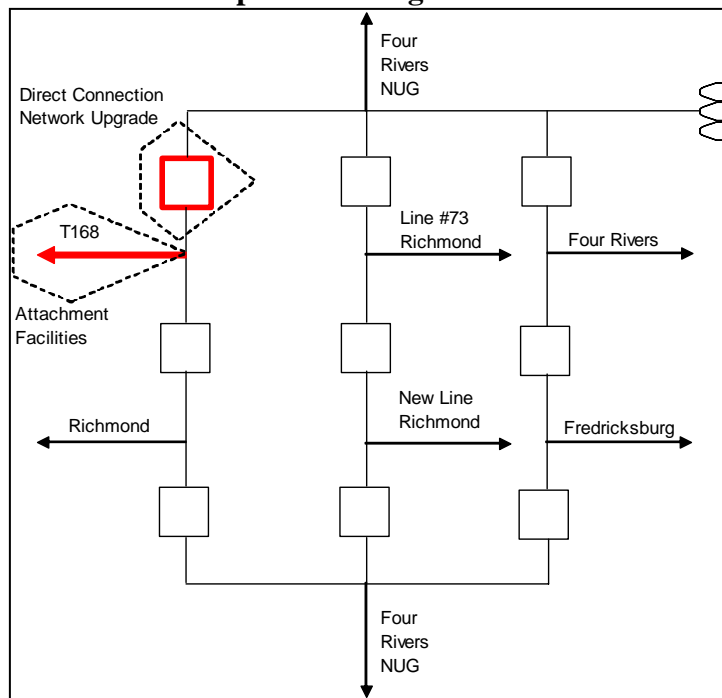 Four
Rivers
NUG
Direct Connection
Network Upgrade
T168
Line #73
Richmond
Four Rivers
Attachment
Facilities
Richmond
New Line
Richmond
Fredricksburg
Four
Rivers
NUG